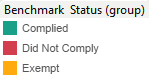 Benchmark Status (group)
Complied
Did Not Comply
Exempt